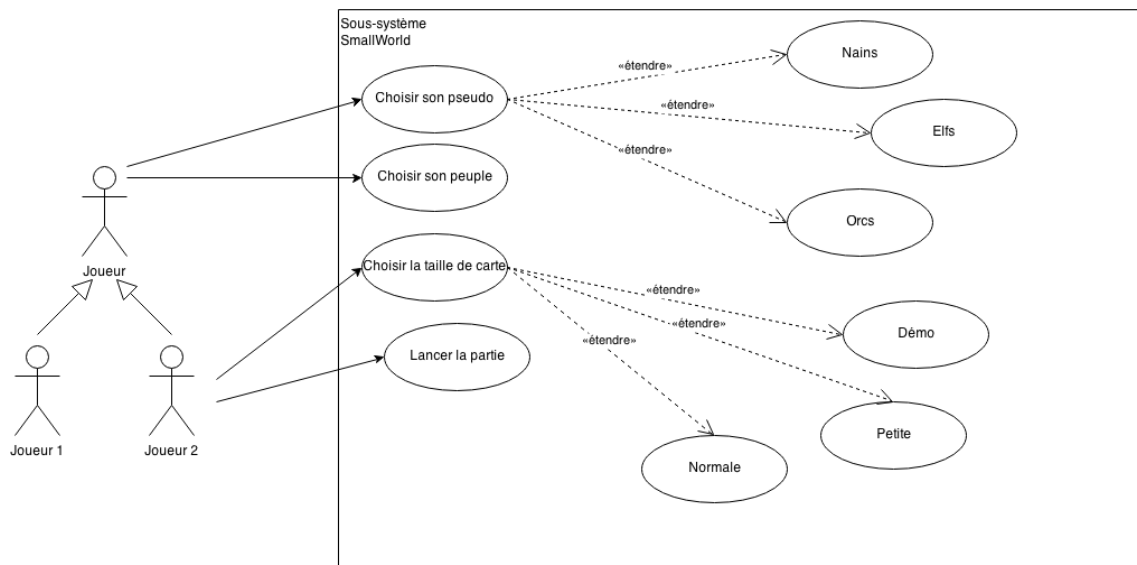 Sous-système
SmallWorld
Nains
«étendre»
Choisir son pseudo
«étendre»
Elfs
«étendre»
Choisir son peuple
Orcs
Choisir la taille de carte
Joueur
«étendre»
«étendre»
Démo
«étendre»
Lancer la partie
Petite
Joueur 1
Joueur 2
Normale